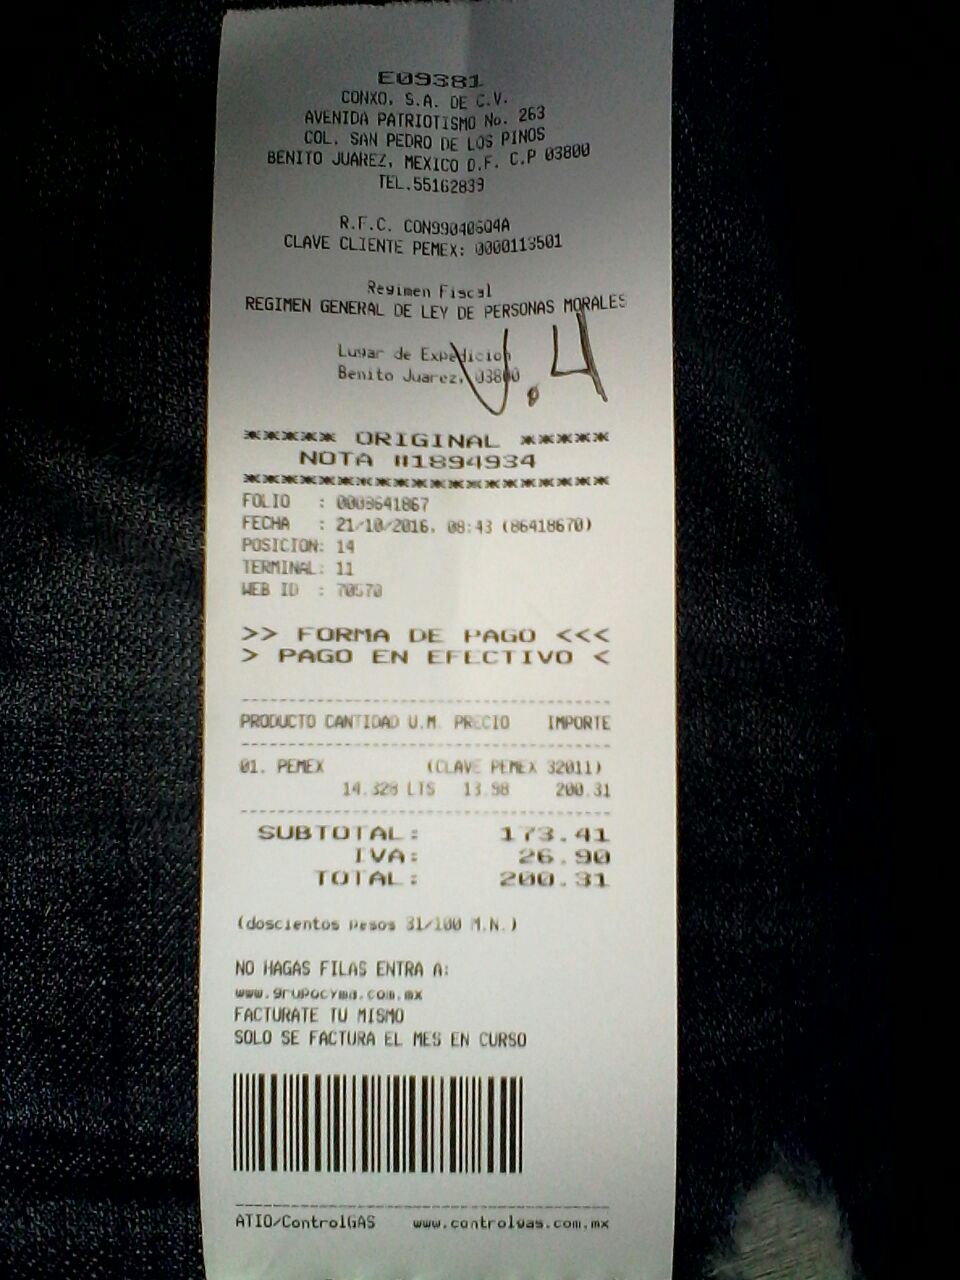 E09381
CONXO, S.A. DE C.V.
AVENIDA PATRIOTISMO No. 263
COL. SAN PEDRO DE LOS PINOS
BENITO JUAREZ, MEXICO D.F. C.P 03800
TEL.55162839
R.F.C. CON99040604A
CLAVE CLIENTE PEMEX: 0000113501
Regimen Fiscal
REGIMEN GENERAL DE LEY DE PERSONAS MORALES
Lugar de Expedicion
Benito Juarez, 03800
V.4
***** ORIGINAL *****
NOTA #1894934
********************
FOLIO : 0008641867
FECHA : 21/10/2016, 08:43 (86418670)
POSICION: 14
TERMINAL: 11
WEB ID : 70570
>> FORMA DE PAGO <<<
> PAGO EN EFECTIVO <
PRODUCTO CANTIDAD U.M. PRECIO IMPORTE
01. PEMEX (CLAVE PEMEX 32011)
14.328 LTS 13.98 200.31
SUBTOTAL: 173.41
IVA: 26.90
TOTAL: 200.31
(doscientos pesos 31/100 M.N.)
NO HAGAS FILAS ENTRA A:
www.grupocyma.com.mx
FACTURATE TU MISMO
SOLO SE FACTURA EL MES EN CURSO
ATIO/ControlGAS www.controlgas.com.mx